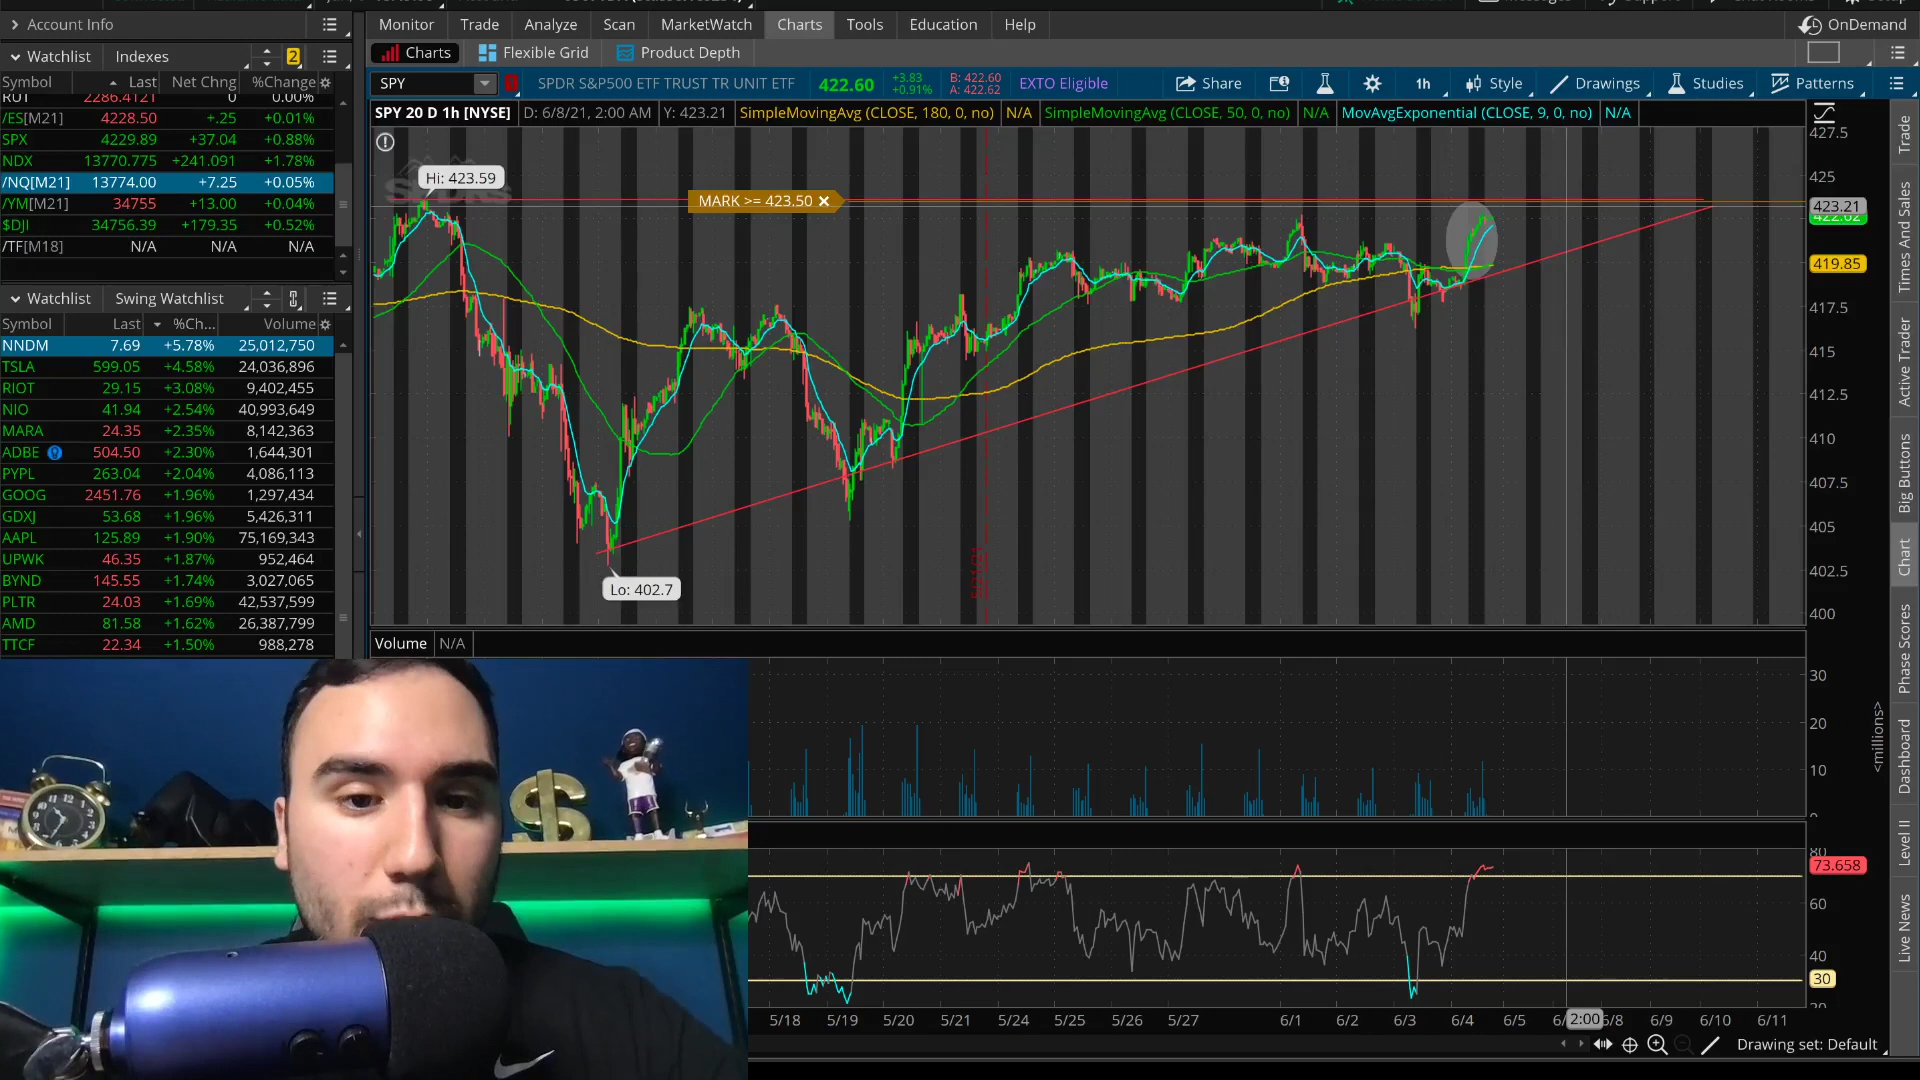 Account Info
Monitor Trade Analyze Scan MarketWatch Charts Tools Education Help
OnDemand
Watchlist Indexes 2
Charts Flexible Grid Product Depth
Symbol Last Net Chng %Change
SPY SPDR S&P500 ETF TRUST TR UNIT ETF 422.60 +3.83 +0.91% B: 422.60 A: 422.62 EXTO Eligible Share 1h Style Drawings Studies Patterns
RUT 2286.4121 0 0.00%
/ES[M21] 4228.50 +.25 +0.01%
SPX 4229.89 +37.04 +0.88%
NDX 13770.775 +241.091 +1.78%
/NQ[M21] 13774.00 +7.25 +0.05%
/YM[M21] 34755 +13.00 +0.04%
$DJI 34756.39 +179.35 +0.52%
/TF[M18] N/A N/A N/A
SPY 20 D 1h [NYSE] D: 6/8/21, 2:00 AM Y: 423.21 SimpleMovingAvg (CLOSE, 180, 0, no) N/A SimpleMovingAvg (CLOSE, 50, 0, no) N/A MovAvgExponential (CLOSE, 9, 0, no) N/A
Hi: 423.59
MARK >= 423.50
Lo: 402.7
427.5
425
423.21
422.62
419.85
417.5
415
412.5
410
407.5
405
402.5
400
Watchlist Swing Watchlist
Symbol Last %Ch... Volume
NNDM 7.69 +5.78% 25,012,750
TSLA 599.05 +4.58% 24,036,896
RIOT 29.15 +3.08% 9,402,455
NIO 41.94 +2.54% 40,993,649
MARA 24.35 +2.35% 8,142,363
ADBE 504.50 +2.30% 1,644,301
PYPL 263.04 +2.04% 4,086,113
GOOG 2451.76 +1.96% 1,297,434
GDXJ 53.68 +1.96% 5,426,311
AAPL 125.89 +1.90% 75,169,343
UPWK 46.35 +1.87% 952,464
BYND 145.55 +1.74% 3,027,065
PLTR 24.03 +1.69% 42,537,599
AMD 81.58 +1.62% 26,387,799
TTCF 22.34 +1.50% 988,278
Volume N/A
30
20
10
<millions>
80
73.658
60
40
30
20
5/18 5/19 5/20 5/21 5/24 5/25 5/26 5/27 6/1 6/2 6/3 6/4 6/5 2:00 6/8 6/9 6/10 6/11
Drawing set: Default
Trade
Times And Sales
Active Trader
Big Buttons
Chart
Phase Scores
Dashboard
Level II
Live News